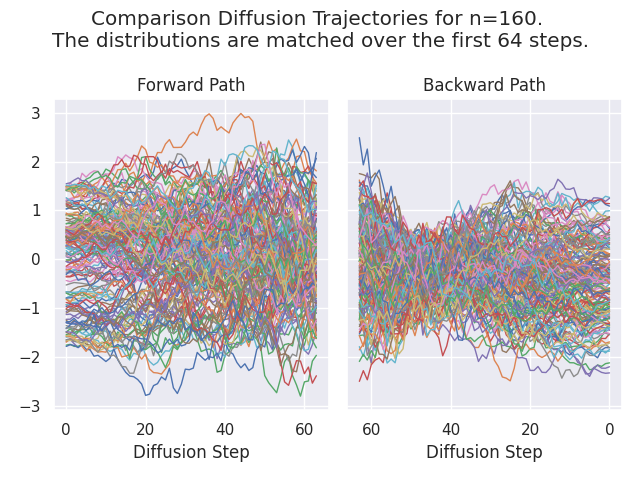 Comparison Diffusion Trajectories for n=160.
The distributions are matched over the first 64 steps.
Forward Path
Backward Path
3
2
1
0
−1
−2
−3
0 20 40 60
60 40 20 0
Diffusion Step
Diffusion Step